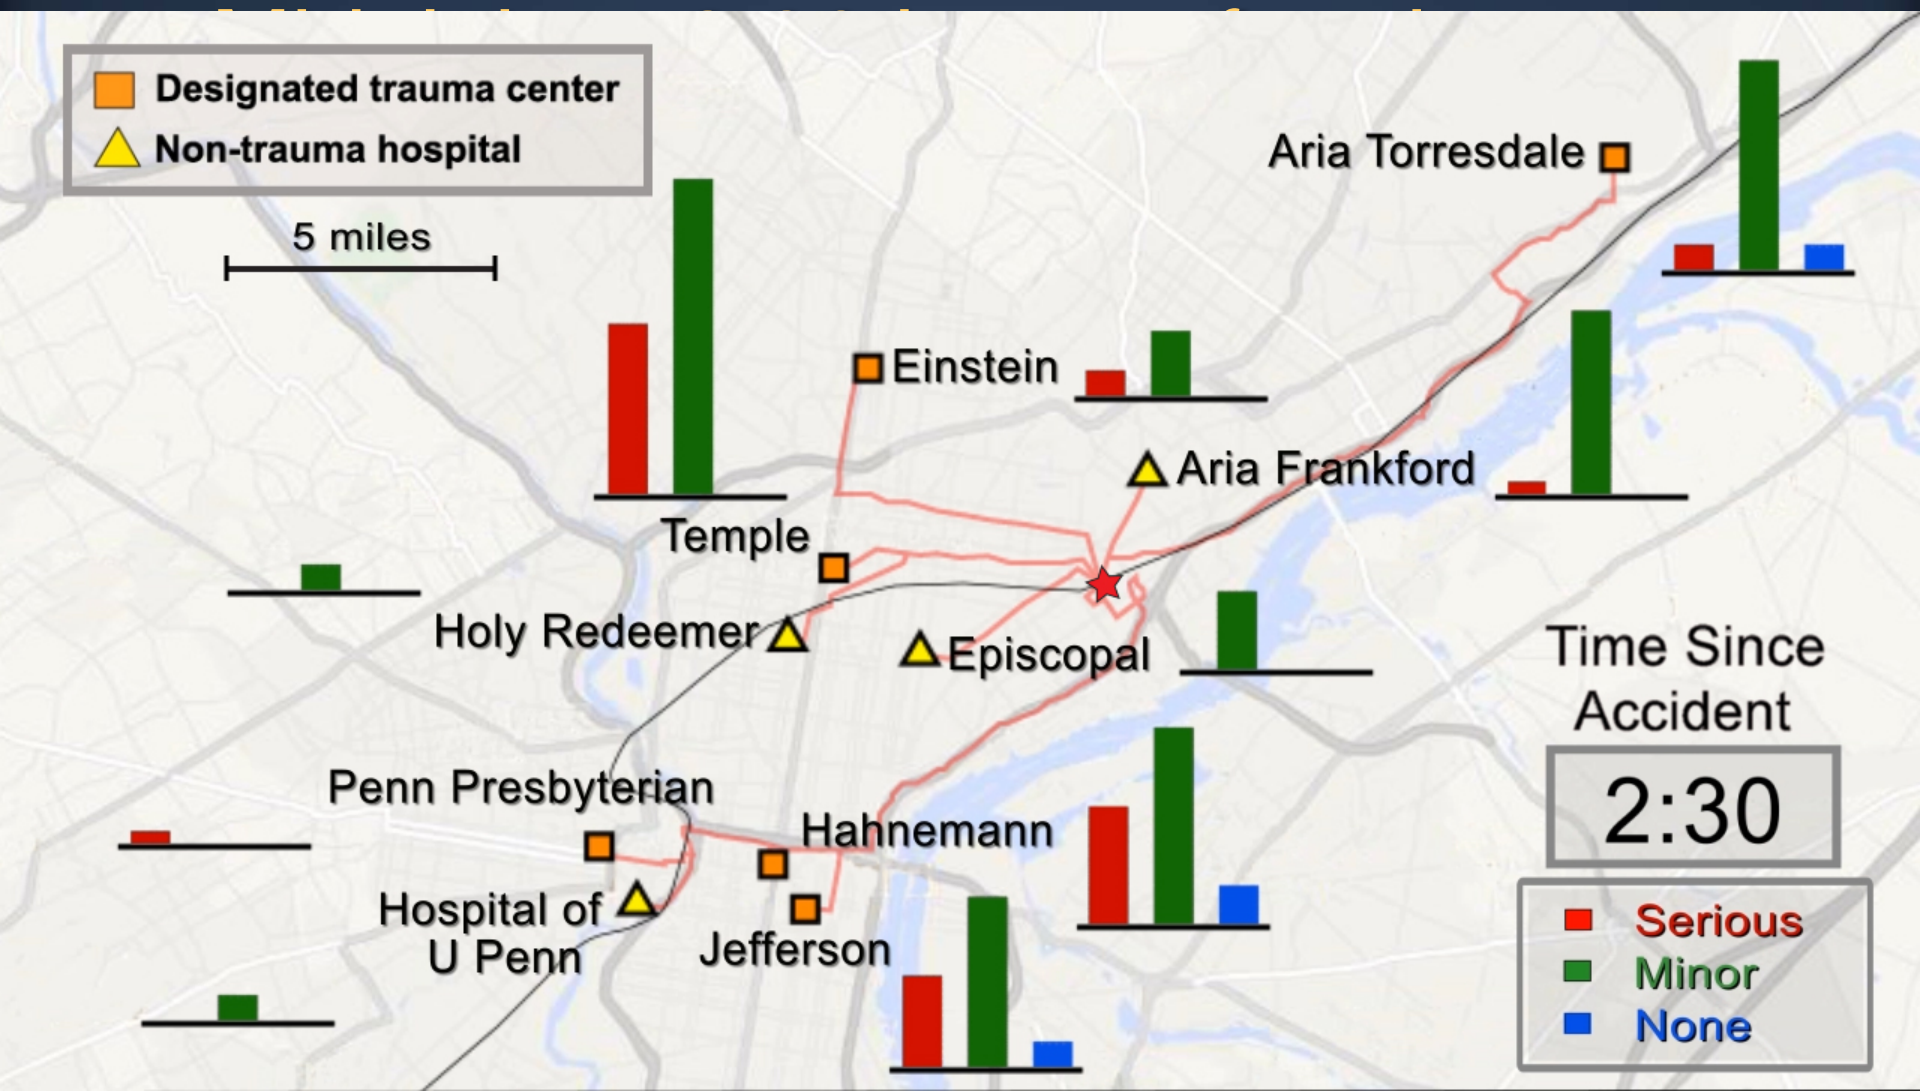 Designated trauma center
Non-trauma hospital
5 miles
Aria Torresdale
Einstein
Aria Frankford
Temple
Holy Redeemer
Episcopal
Time Since
Accident
2:30
Penn Presbyterian
Hahnemann
Hospital of
U Penn
Jefferson
Serious
Minor
None